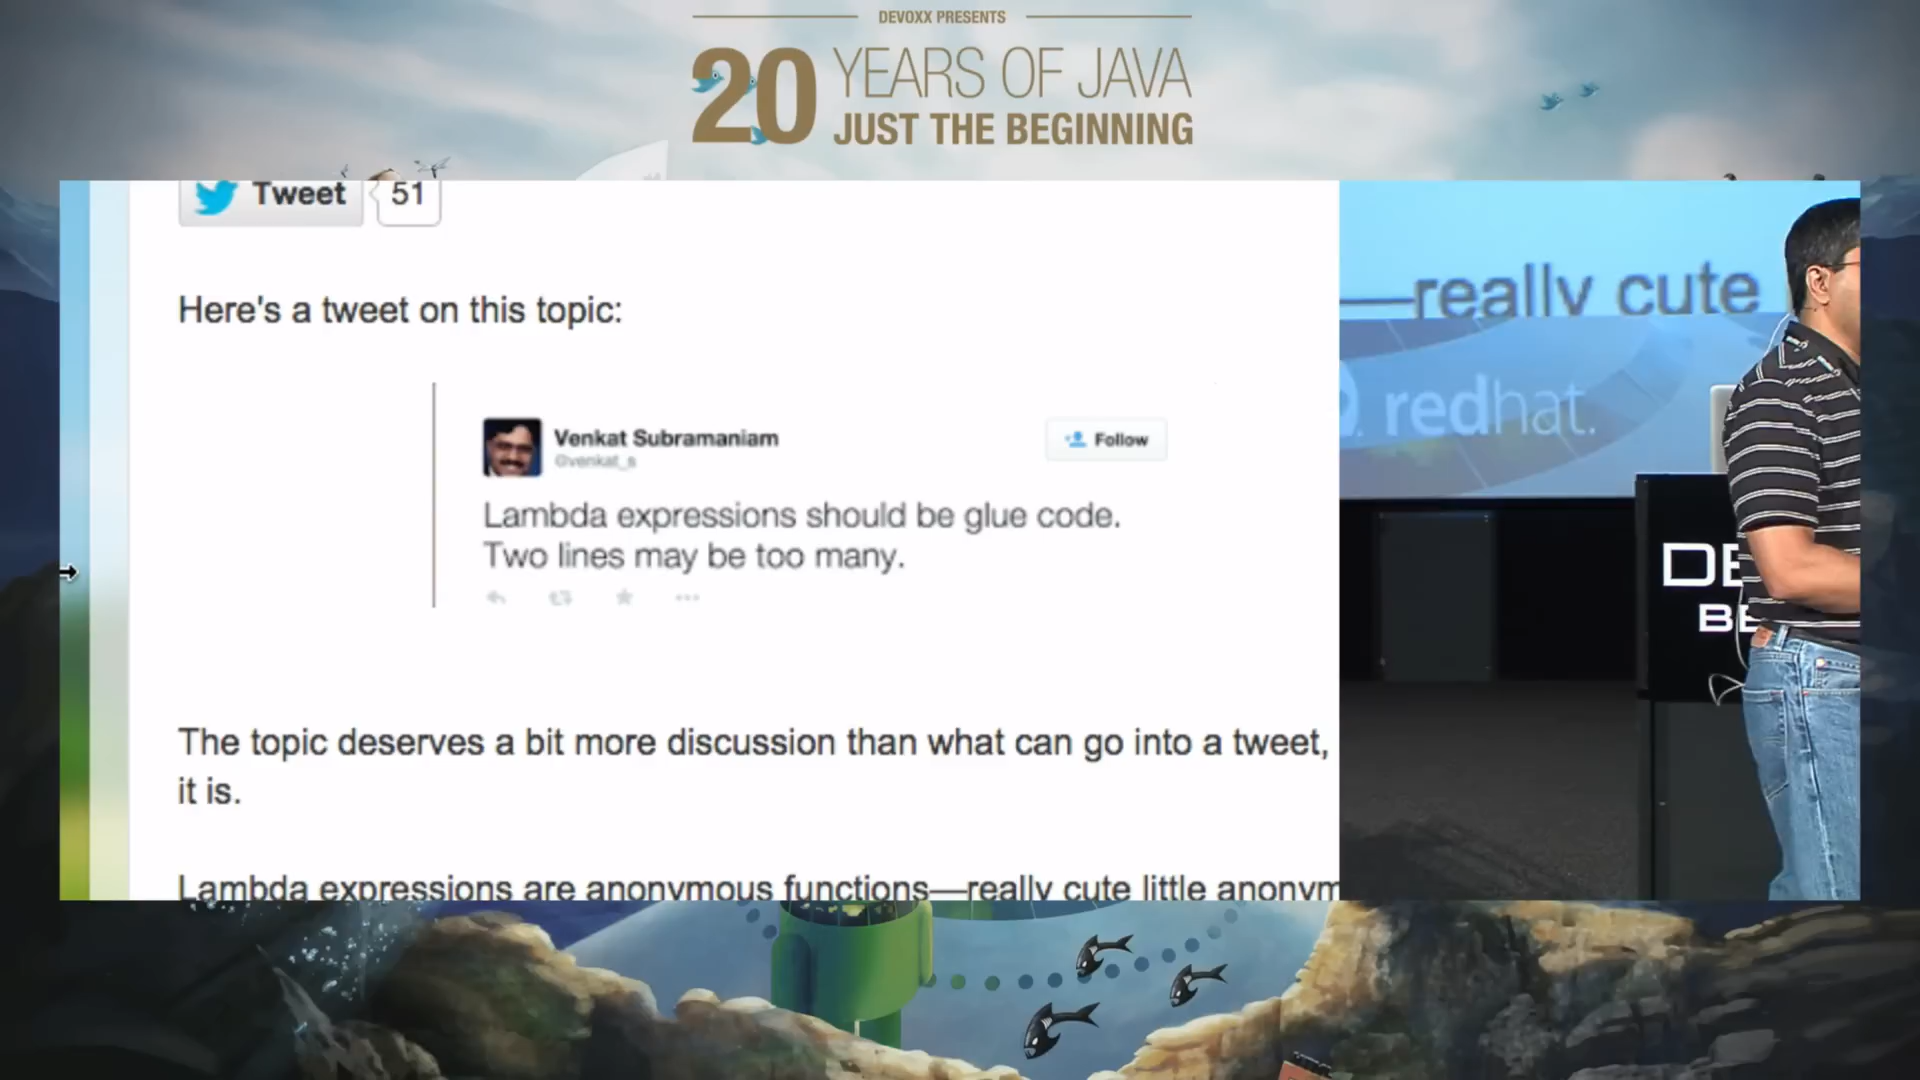 DEVOXX PRESENTS
20 YEARS OF JAVA
JUST THE BEGINNING
Tweet 51
Here's a tweet on this topic:
Venkat Subramaniam
@venkat_s
Follow
Lambda expressions should be glue code.
Two lines may be too many.
The topic deserves a bit more discussion than what can go into a tweet,
it is.
Lambda expressions are anonymous functions—really cute little anonym
—really cute
redhat.
DE
BE